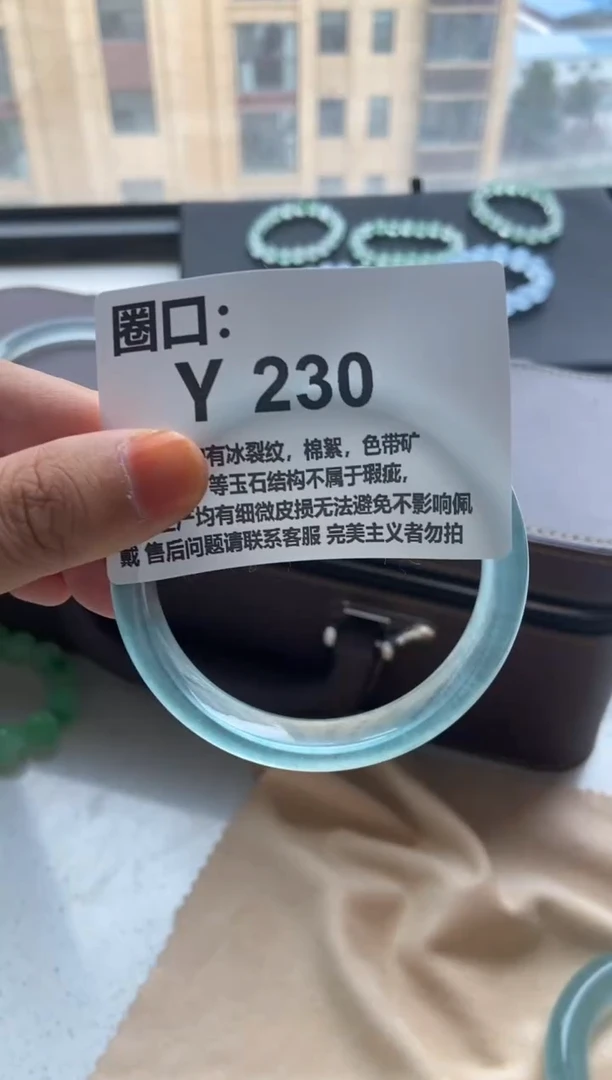 圈口：
Y 230
有冰裂纹，棉絮，色带矿
等玉石结构不属于瑕疵，
均有细微皮损无法避免不影响佩
戴 售后问题请联系客服 完美主义者勿拍